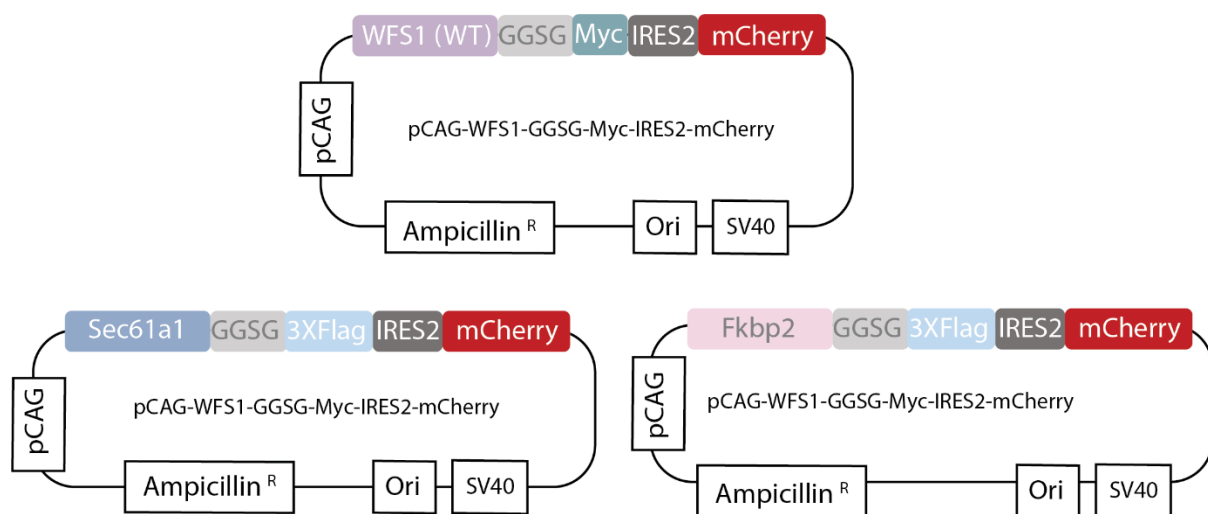 WFS1 (WT) GGSG Myc IRES2 mCherry
pCAG
pCAG-WFS1-GGSG-Myc-IRES2-mCherry
Ampicillin R Ori SV40
Sec61a1 GGSG 3XFlag IRES2 mCherry
pCAG
pCAG-WFS1-GGSG-Myc-IRES2-mCherry
Ampicillin R Ori SV40
Fkbp2 GGSG 3XFlag IRES2 mCherry
pCAG
pCAG-WFS1-GGSG-Myc-IRES2-mCherry
Ampicillin R Ori SV40